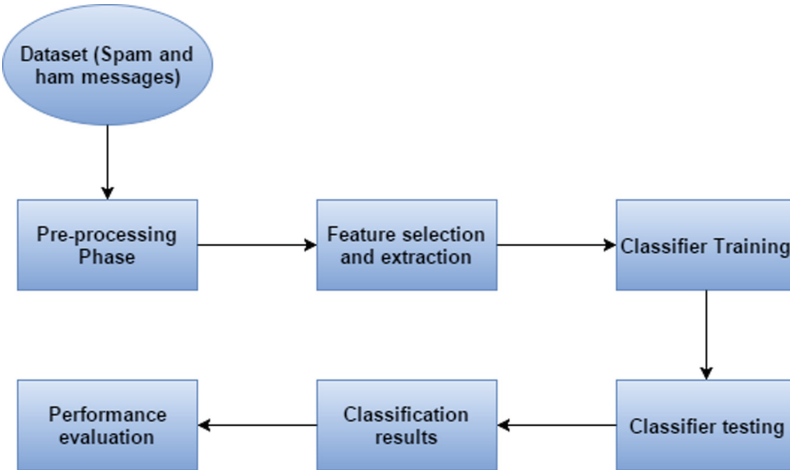 Dataset (Spam and
ham messages)
Pre-processing
Phase
Feature selection
and extraction
Classifier Training
Classifier testing
Classification
results
Performance
evaluation